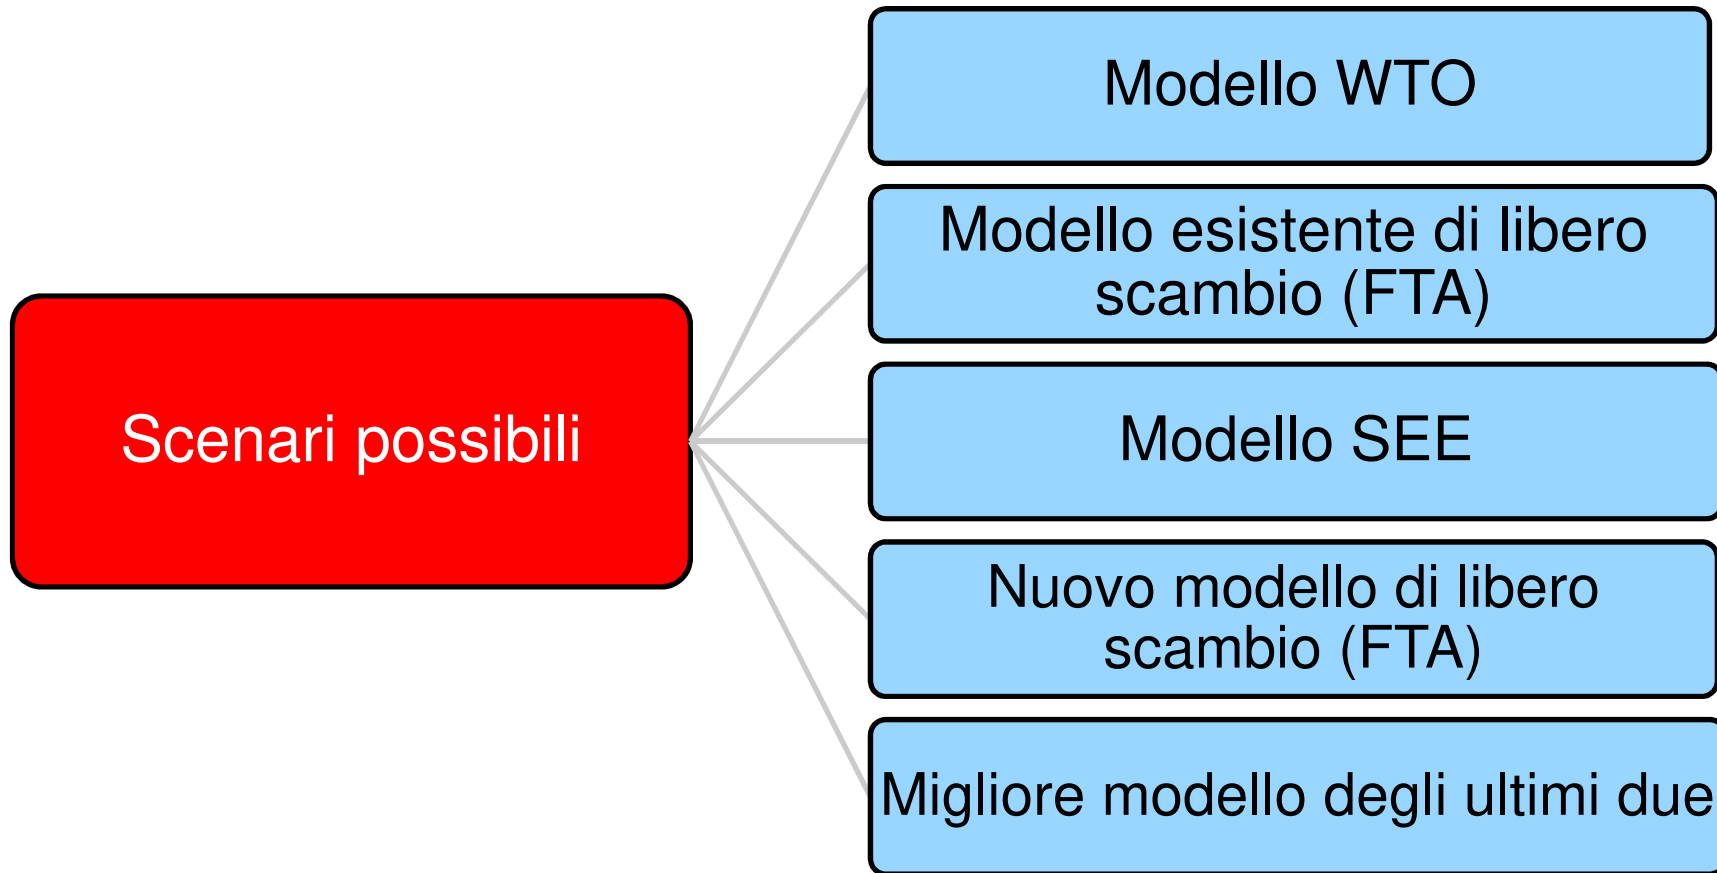 Scenari possibili
Modello WTO
Modello esistente di libero
scambio (FTA)
Modello SEE
Nuovo modello di libero
scambio (FTA)
Migliore modello degli ultimi due